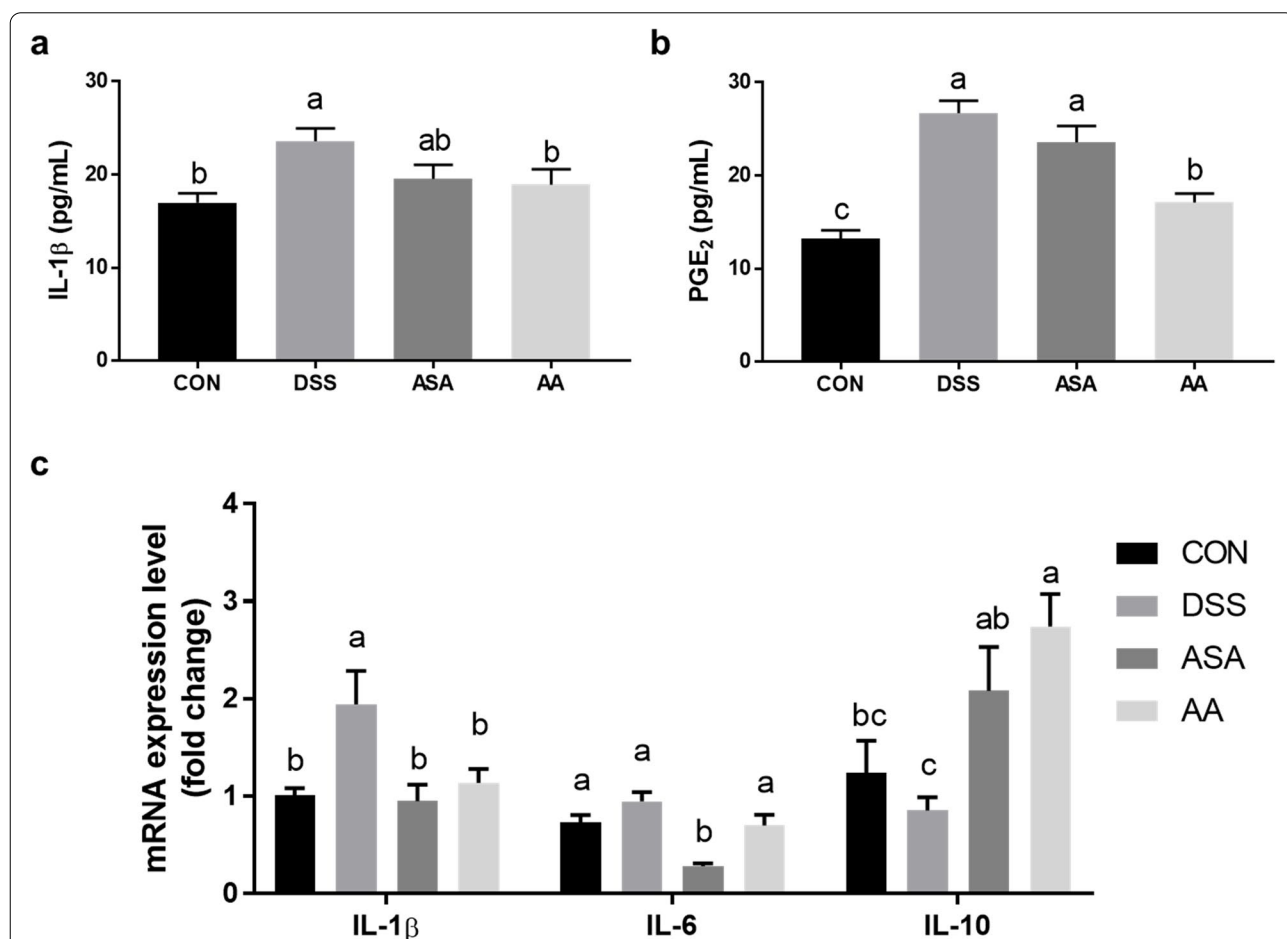 a
IL-1β (pg/mL)
30
20
10
0
b
a
ab
b
CON DSS ASA AA
b
PGE₂ (pg/mL)
30
20
10
0
c
a
a
b
CON DSS ASA AA
c
mRNA expression level
(fold change)
4
3
2
1
0
b
a
b
b
a
a
b
a
bc
c
ab
a
IL-1β IL-6 IL-10
CON
DSS
ASA
AA